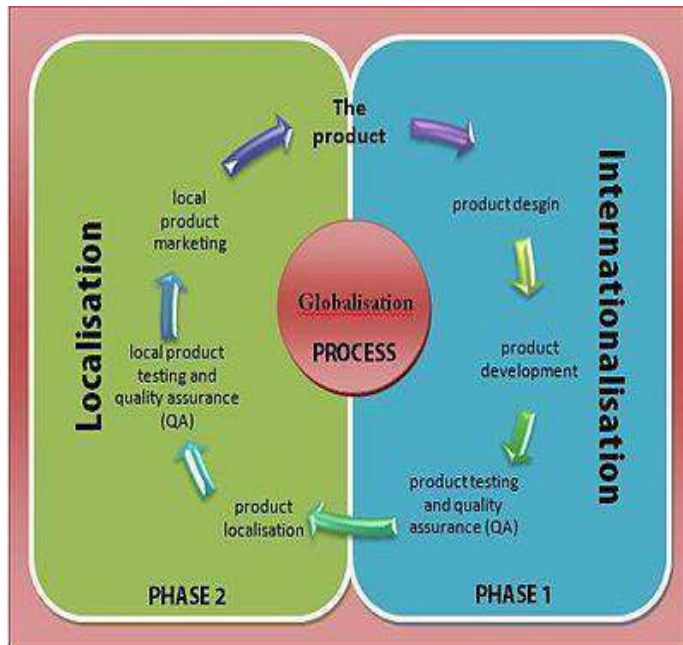 The
product
product desgin
product
development
product testing
and quality
assurance (QA)
Internationalisation
PHASE 1
product
localisation
local product
testing and
quality assurance
(QA)
local
product
marketing
Localisation
PHASE 2
Globalisation
PROCESS